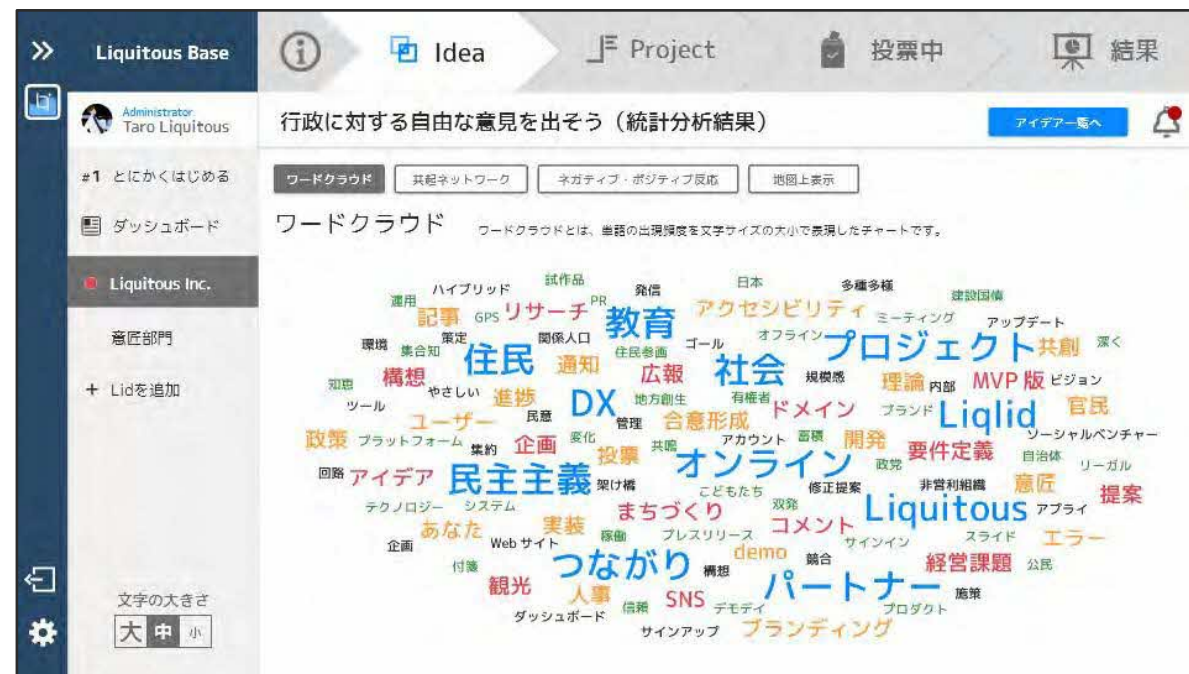 Liquitous Base
Idea
Project
投票中
結果
Administrator
Taro Liquitous
行政に対する自由な意見を出そう（統計分析結果）
アイデア一覧へ
#1 とにかくはじめる
ダッシュボード
Liquitous Inc.
意匠部門
+ Lidを追加
文字の大きさ
大 中 小
ワードクラウド
共起ネットワーク
ネガティブ・ポジティブ反応
地図上表示
ワードクラウド
ワードクラウドとは、単語の出現頻度を文字サイズの大小で表現したチャートです。
ハイブリッド 試作品 発信 日本 多種多様
運用 PR 建設国債
記事 GPS リサーチ 教育 アクセシビリティ ミーティング アップデート
環境 集合知 策定 関係人口 住民参画 ゴール オフライン プロジェクト 共創 深く
住民 通知
知恵 構想 やさしい 進捗 広報 社会 規模感 理論 内部 MVP 版 ビジョン
ツール DX 地方創生 有権者 ドメイン ブランド Liqlid 官民
ユーザー 民意 管理 合意形成
政策 プラットフォーム 集約 企画 変化 投票 共鳴 アカウント 蓄積 開発 要件定義 ソーシャルベンチャー
オンライン 政党 自治体 リーガル
回路 アイデア 民主主義 架け橋 こどもたち 修正提案 非営利組織 意匠 提案
テクノロジー システム まちづくり 双発 コメント Liquitous アプライ
あなた 実装 稼働 プレスリリース サインイン スライド エラー
企画 Web サイト demo 競合
付箋 つながり 構想 経営課題 公民
観光 人事 信頼 SNS デモデイ パートナー 施策
ダッシュボード プロダクト
サインアップ ブランディング